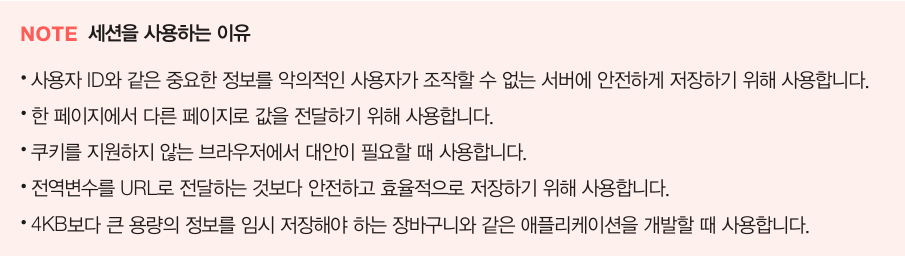 NOTE 세션을 사용하는 이유
• 사용자 ID와 같은 중요한 정보를 악의적인 사용자가 조작할 수 없는 서버에 안전하게 저장하기 위해 사용합니다.
• 한 페이지에서 다른 페이지로 값을 전달하기 위해 사용합니다.
• 쿠키를 지원하지 않는 브라우저에서 대안이 필요할 때 사용합니다.
• 전역변수를 URL로 전달하는 것보다 안전하고 효율적으로 저장하기 위해 사용합니다.
• 4KB보다 큰 용량의 정보를 임시 저장해야 하는 장바구니와 같은 애플리케이션을 개발할 때 사용합니다.